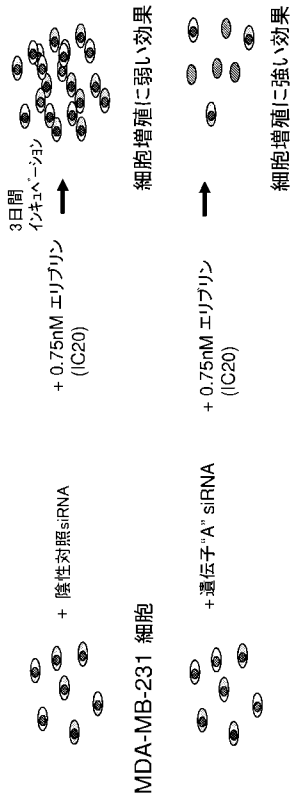 MDA-MB-231 細胞
+ 陰性対照siRNA
+ 0.75nM エリブリン
(IC20)
3日間
インキュベーション
細胞増殖に弱い効果
+遺伝子“A” siRNA
+ 0.75nM エリブリン
(IC20)
細胞増殖に強い効果